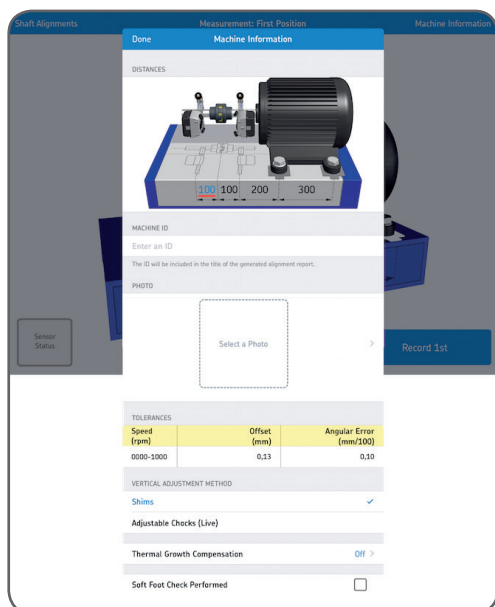 Shaft Alignments Measurement: First Position Machine Information
Done Machine Information
DISTANCES
100 100 200 300
MACHINE ID
Enter an ID
The ID will be included in the title of the generated alignment report.
PHOTO
Select a Photo
Sensor
Status
Record 1st
TOLERANCES
Speed Offset Angular Error
(rpm) (mm) (mm/100)
0000-1000 0,13 0,10
VERTICAL ADJUSTMENT METHOD
Shims
Adjustable Chocks (Live)
Thermal Growth Compensation Off
Soft Foot Check Performed